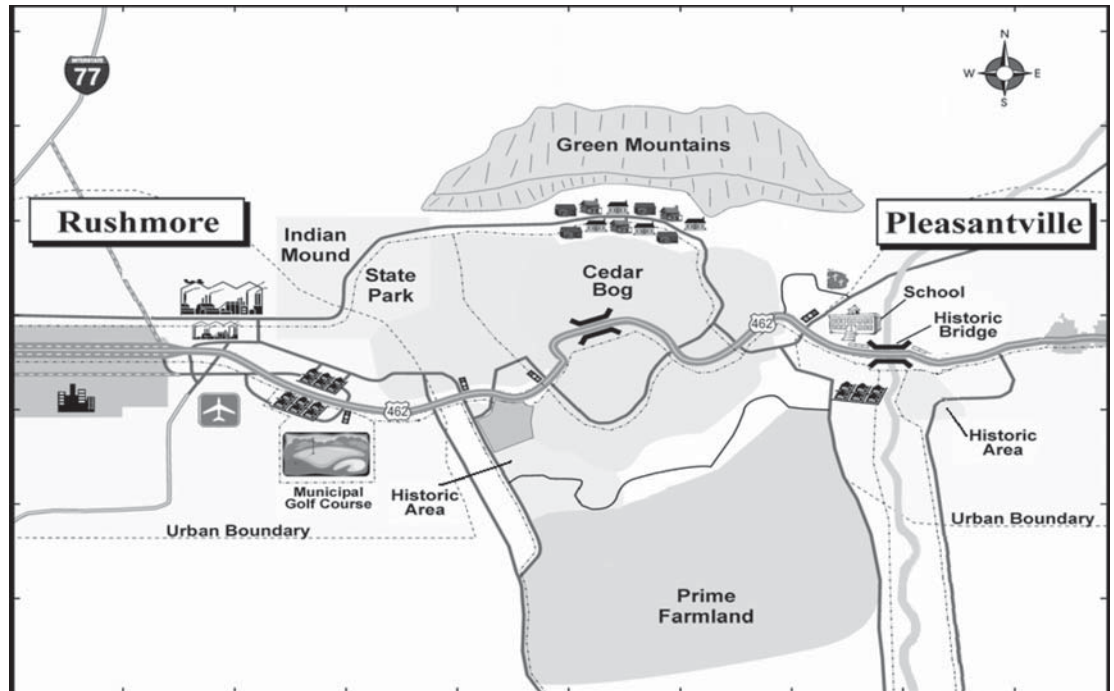 INTERSTATE
77
N
W E
S
Green Mountains
Rushmore
Pleasantville
Indian
Mound
State
Park
Cedar
Bog
School
Historic
Bridge
462
462
Historic
Area
Municipal
Golf Course
Historic
Area
Urban Boundary
Urban Boundary
Prime
Farmland